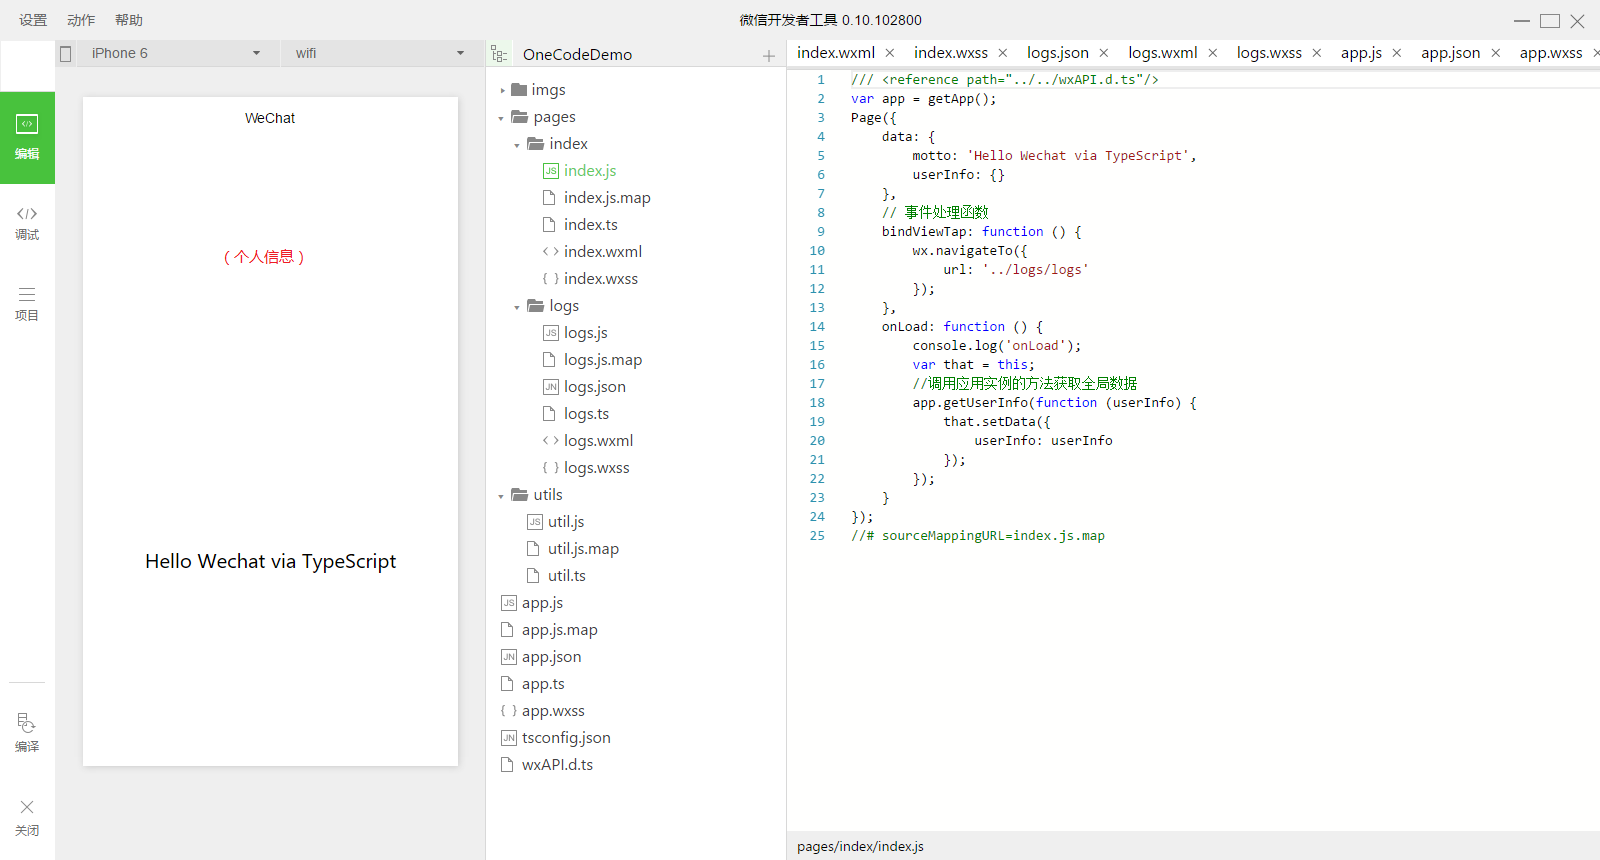 设置 动作 帮助
微信开发者工具 0.10.102800
iPhone 6
wifi
编辑
调试
项目
编译
关闭
WeChat
( 个人信息 )
Hello Wechat via TypeScript
OneCodeDemo
imgs
pages
index
index.js
index.js.map
index.ts
index.wxml
index.wxss
logs
logs.js
logs.js.map
logs.json
logs.ts
logs.wxml
logs.wxss
utils
util.js
util.js.map
util.ts
app.js
app.js.map
app.json
app.ts
app.wxss
tsconfig.json
wxAPI.d.ts
index.wxml index.wxss logs.json logs.wxml logs.wxss app.js app.json app.wxss
1 /// <reference path="../../wxAPI.d.ts"/>
2 var app = getApp();
3 Page({
4 data: {
5 motto: 'Hello Wechat via TypeScript',
6 userInfo: {}
7 },
8 // 事件处理函数
9 bindViewTap: function () {
10 wx.navigateTo({
11 url: '../logs/logs'
12 });
13 },
14 onLoad: function () {
15 console.log('onLoad');
16 var that = this;
17 //调用应用实例的方法获取全局数据
18 app.getUserInfo(function (userInfo) {
19 that.setData({
20 userInfo: userInfo
21 });
22 });
23 }
24 });
25 //# sourceMappingURL=index.js.map
pages/index/index.js